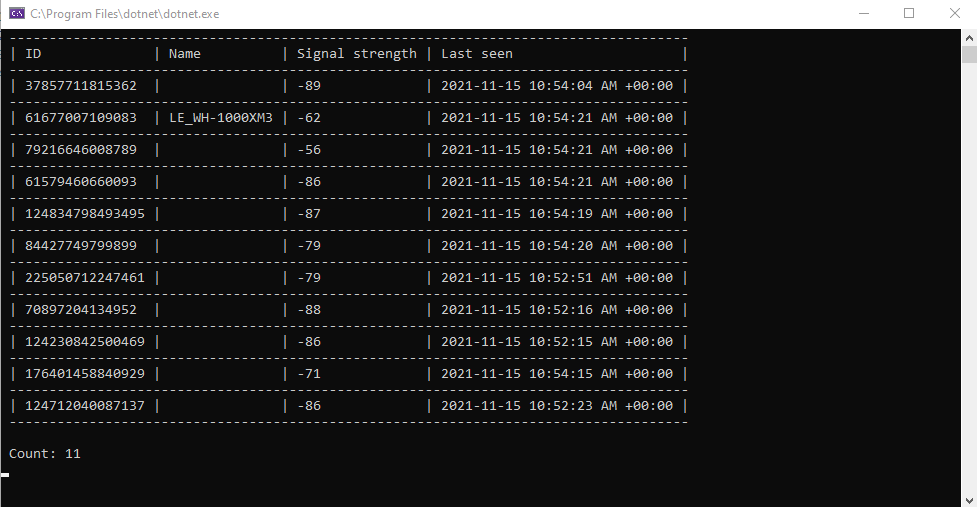 C:\Program Files\dotnet\dotnet.exe
-------------------------------------------------------------------------------------
| ID             | Name         | Signal strength | Last seen                     |
-------------------------------------------------------------------------------------
| 37857711815362  |              | -89             | 2021-11-15 10:54:04 AM +00:00 |
-------------------------------------------------------------------------------------
| 61677007109083  | LE_WH-1000XM3 | -62             | 2021-11-15 10:54:21 AM +00:00 |
-------------------------------------------------------------------------------------
| 79216646008789  |              | -56             | 2021-11-15 10:54:21 AM +00:00 |
-------------------------------------------------------------------------------------
| 61579460660093  |              | -86             | 2021-11-15 10:54:21 AM +00:00 |
-------------------------------------------------------------------------------------
| 124834798493495 |              | -87             | 2021-11-15 10:54:19 AM +00:00 |
-------------------------------------------------------------------------------------
| 84427749799899  |              | -79             | 2021-11-15 10:54:20 AM +00:00 |
-------------------------------------------------------------------------------------
| 225050712247461 |              | -79             | 2021-11-15 10:52:51 AM +00:00 |
-------------------------------------------------------------------------------------
| 70897204134952  |              | -88             | 2021-11-15 10:52:16 AM +00:00 |
-------------------------------------------------------------------------------------
| 124230842500469 |              | -86             | 2021-11-15 10:52:15 AM +00:00 |
-------------------------------------------------------------------------------------
| 176401458840929 |              | -71             | 2021-11-15 10:54:15 AM +00:00 |
-------------------------------------------------------------------------------------
| 124712040087137 |              | -86             | 2021-11-15 10:52:23 AM +00:00 |
-------------------------------------------------------------------------------------
Count: 11